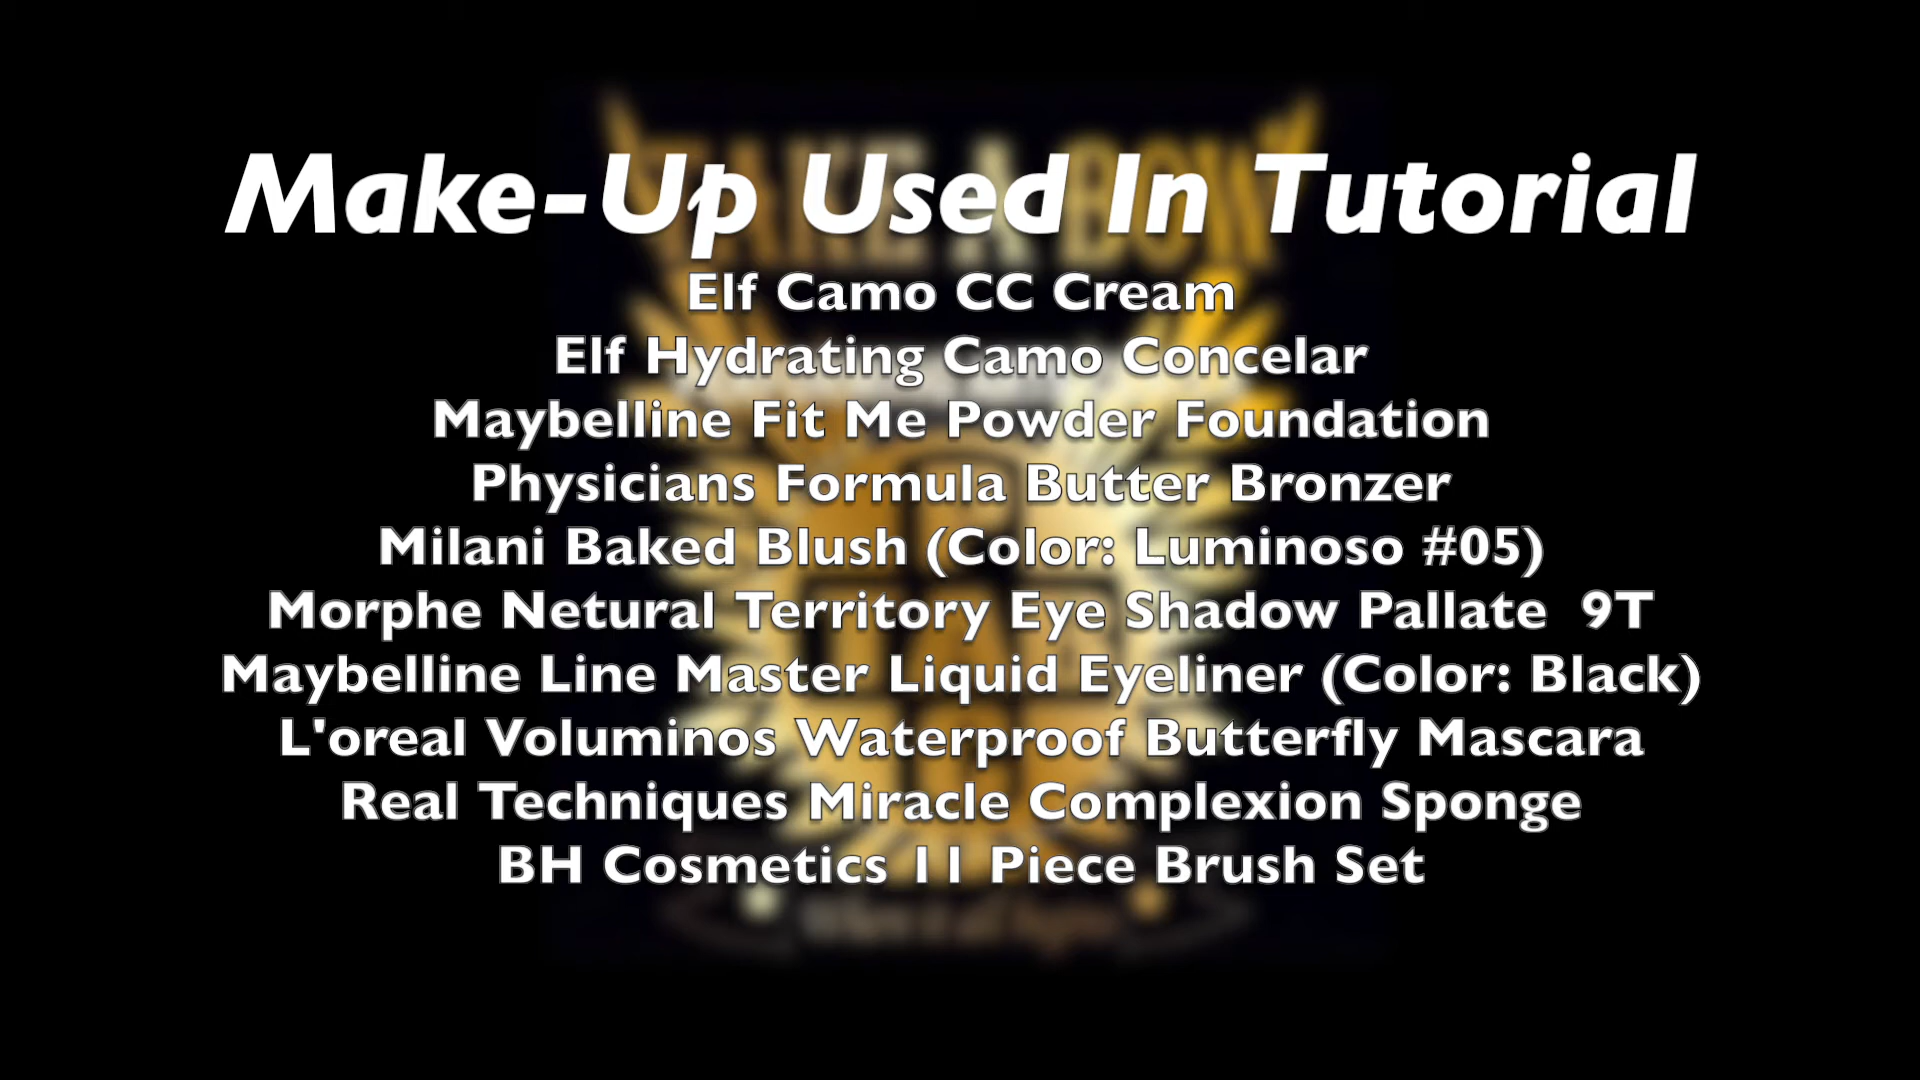 Make-Up Used In Tutorial
Elf Camo CC Cream
Elf Hydrating Camo Concelar
Maybelline Fit Me Powder Foundation
Physicians Formula Butter Bronzer
Milani Baked Blush (Color: Luminoso #05)
Morphe Netural Territory Eye Shadow Pallate  9T
Maybelline Line Master Liquid Eyeliner (Color: Black)
L'oreal Voluminos Waterproof Butterfly Mascara
Real Techniques Miracle Complexion Sponge
BH Cosmetics 11 Piece Brush Set
TAKE A BOW